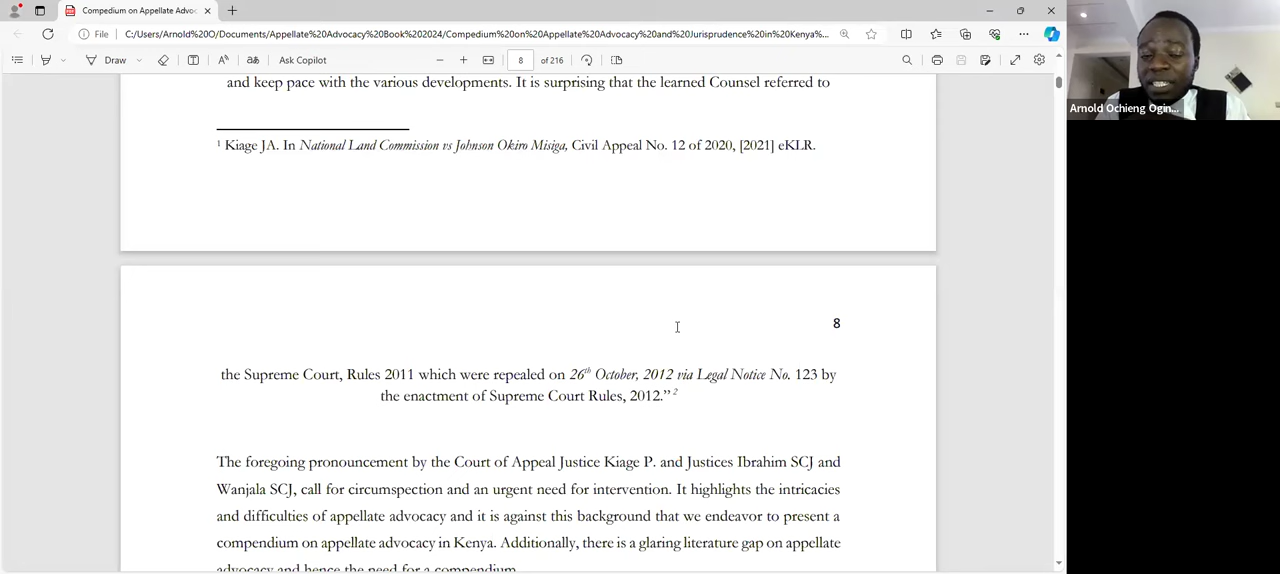 Compedium on Appellate Advoc
File
C:/Users/Arnold%20O/Documents/Appellate%20Advocacy%20Book%202024/Compedium%20on%20Appellate%20Advocacy%20and%20Jurisprudence%20in%20Kenya%...
Draw
Ask Copilot
8
of 216
and keep pace with the various developments. It is surprising that the learned Counsel referred to
1 Kiage JA. In National Land Commission vs Johnson Okiro Misiga, Civil Appeal No. 12 of 2020, [2021] eKLR.
8
the Supreme Court, Rules 2011 which were repealed on 26th October, 2012 via Legal Notice No. 123 by
the enactment of Supreme Court Rules, 2012.” 2
The foregoing pronouncement by the Court of Appeal Justice Kiage P. and Justices Ibrahim SCJ and
Wanjala SCJ, call for circumspection and an urgent need for intervention. It highlights the intricacies
and difficulties of appellate advocacy and it is against this background that we endeavor to present a
compendium on appellate advocacy in Kenya. Additionally, there is a glaring literature gap on appellate
advocacy and hence the need for a compendium.
Arnold Ochieng Ogin...